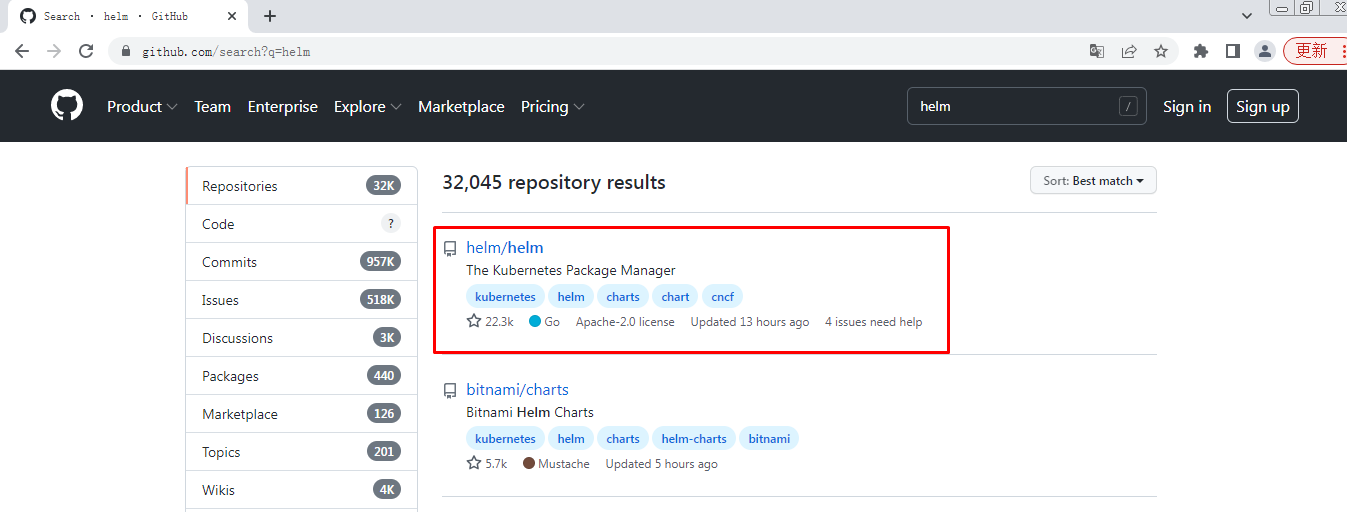 Search · helm · GitHub
github.com/search?q=helm
更新
Product Team Enterprise Explore Marketplace Pricing helm / Sign in Sign up
Repositories 32K
Code ?
Commits 957K
Issues 518K
Discussions 3K
Packages 440
Marketplace 126
Topics 201
Wikis 4K
32,045 repository results
Sort: Best match
helm/helm
The Kubernetes Package Manager
kubernetes helm charts chart cncf
22.3k Go Apache-2.0 license Updated 13 hours ago 4 issues need help
bitnami/charts
Bitnami Helm Charts
kubernetes helm charts helm-charts bitnami
5.7k Mustache Updated 5 hours ago